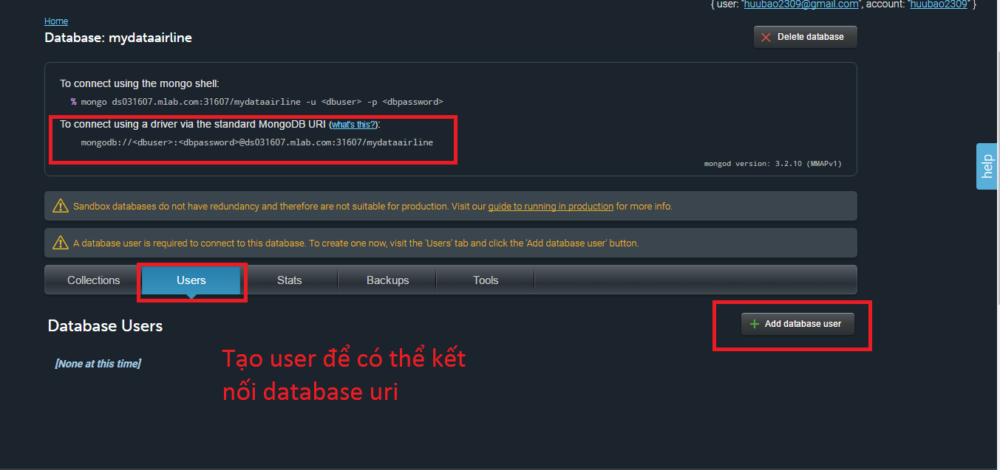 { user: "huubao2309@gmail.com", account: "huubao2309" }
Home
Database: mydataairline
Delete database
To connect using the mongo shell:
% mongo ds031607.mlab.com:31607/mydataairline -u <dbuser> -p <dbpassword>
To connect using a driver via the standard MongoDB URI (what's this?):
mongodb://<dbuser>:<dbpassword>@ds031607.mlab.com:31607/mydataairline
mongod version: 3.2.10 (MMAPv1)
help
Sandbox databases do not have redundancy and therefore are not suitable for production. Visit our guide to running in production for more info.
A database user is required to connect to this database. To create one now, visit the 'Users' tab and click the 'Add database user' button.
Collections Users Stats Backups Tools
Database Users
Add database user
[None at this time]
Tạo user để có thể kết
nối database uri